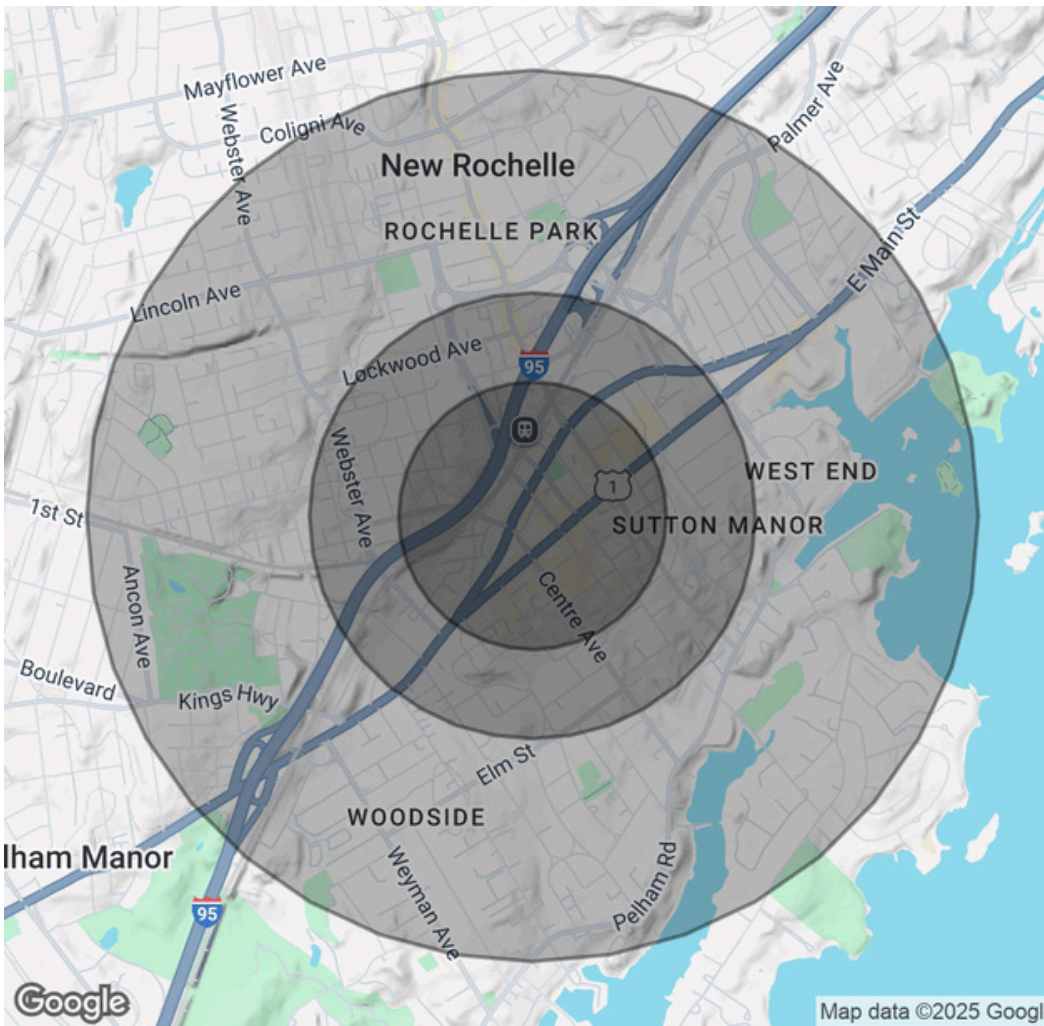 Mayflower Ave
Webster Ave
Coligni Ave
Palmer Ave
New Rochelle
ROCHELLE PARK
E Main St
Lincoln Ave
Lockwood Ave
95
Webster Ave
1
WEST END
1st St
SUTTON MANOR
Ancon Ave
Centre Ave
Boulevard
Kings Hwy
Elm St
WOODSIDE
lham Manor
Weyman Ave
Pelham Rd
95
Google
Map data ©2025 Googl